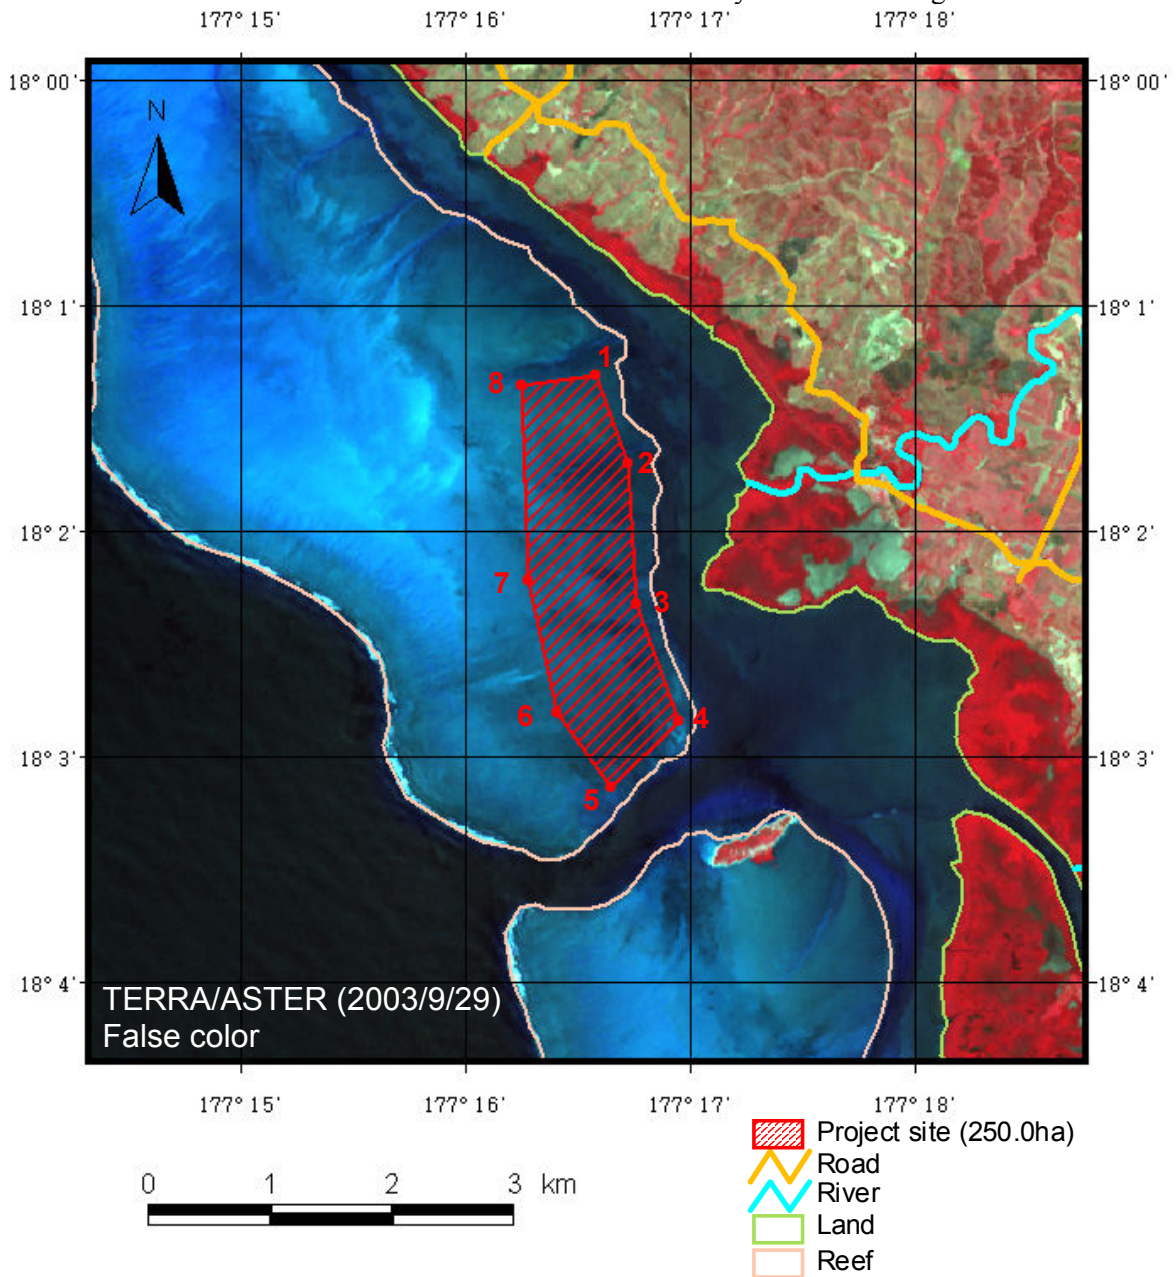 177° 15' 177° 16' 177° 17' 177° 18'
18° 00' 18° 00'
N
18° 1' 18° 1'
1
8
2
18° 2' 18° 2'
7
3
6 4
18° 3' 18° 3'
5
18° 4' 18° 4'
TERRA/ASTER (2003/9/29)
False color
177° 15' 177° 16' 177° 17' 177° 18'
Project site (250.0ha)
Road
0 1 2 3 km
River
Land
Reef